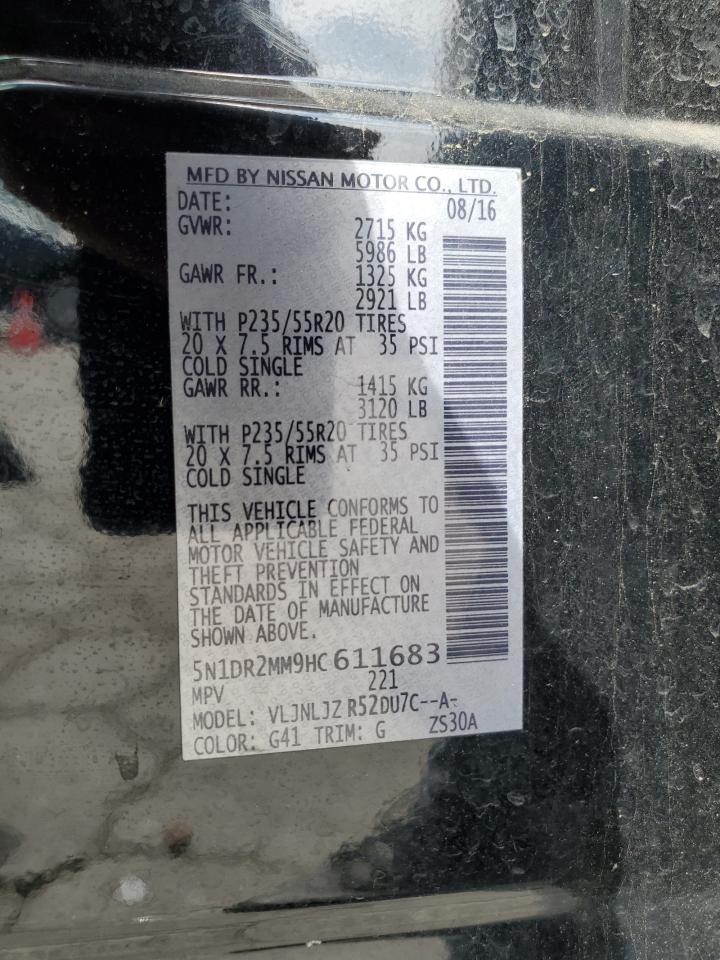 MFD BY NISSAN MOTOR CO., LTD.
DATE: 08/16
GVWR: 2715 KG
5986 LB
GAWR FR.: 1325 KG
2921 LB
WITH P235/55R20 TIRES
20 X 7.5 RIMS AT 35 PSI
COLD SINGLE
GAWR RR.: 1415 KG
3120 LB
WITH P235/55R20 TIRES
20 X 7.5 RIMS AT 35 PSI
COLD SINGLE
THIS VEHICLE CONFORMS TO
ALL APPLICABLE FEDERAL
MOTOR VEHICLE SAFETY AND
THEFT PREVENTION
STANDARDS IN EFFECT ON
THE DATE OF MANUFACTURE
SHOWN ABOVE.
5N1DR2MM9HC 611683
MPV 221
MODEL: VLJNLJZ R52DU7C--A-
COLOR: G41 TRIM: G ZS30A